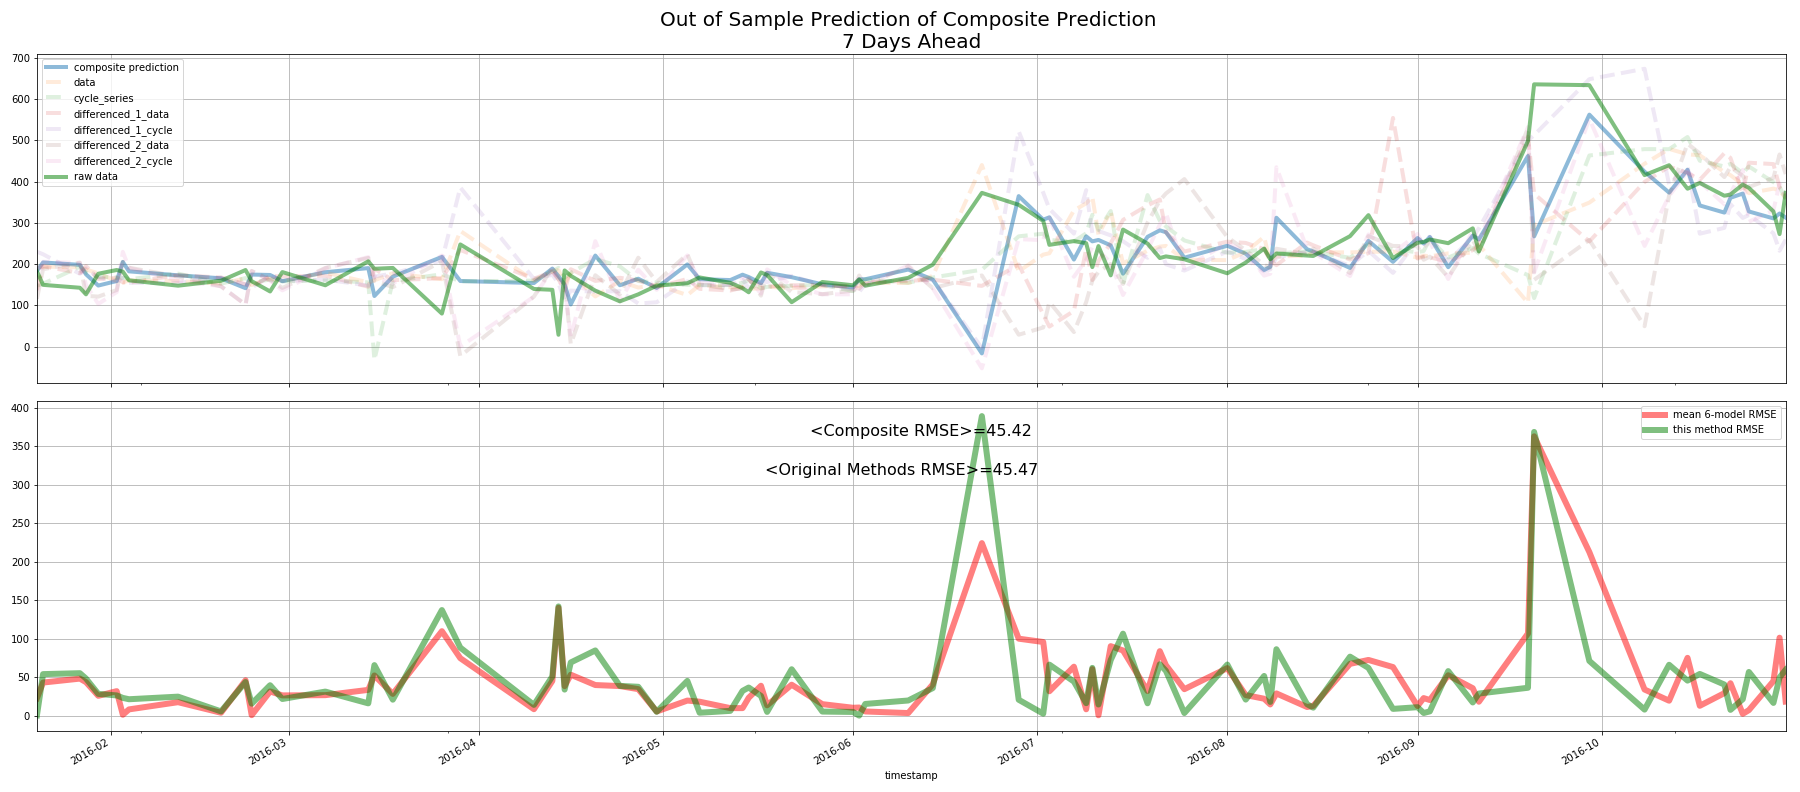 Out of Sample Prediction of Composite Prediction
7 Days Ahead
700
600
500
400
300
200
100
0
composite prediction
data
cycle_series
differenced_1_data
differenced_1_cycle
differenced_2_data
differenced_2_cycle
raw data
400
350
300
250
200
150
100
50
0
<Composite RMSE>=45.42
<Original Methods RMSE>=45.47
mean 6-model RMSE
this method RMSE
2016-02
2016-03
2016-04
2016-05
2016-06
2016-07
2016-08
2016-09
2016-10
timestamp